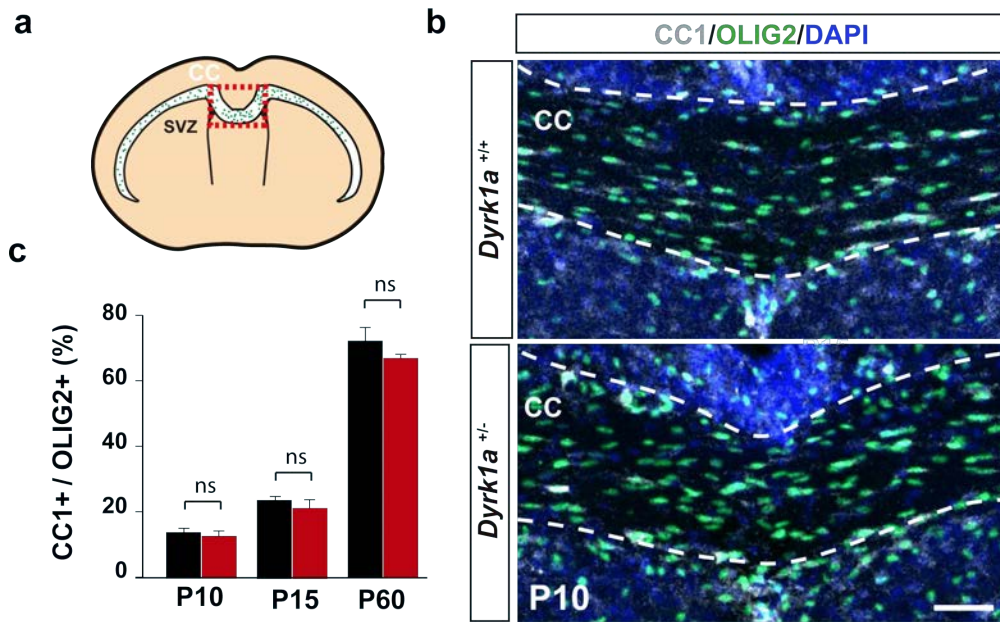 a
CC
SVZ
b
CC1/OLIG2/DAPI
Dyrk1a +/+
CC
Dyrk1a +/-
CC
P10
c
CC1+ / OLIG2+ (%)
80
60
40
20
0
ns
ns
ns
P10
P15
P60